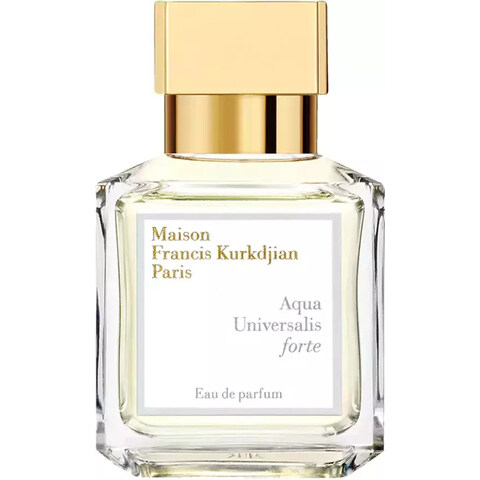 Maison
Francis Kurkdjian
Paris
Aqua
Universalis
forte
Eau de parfum